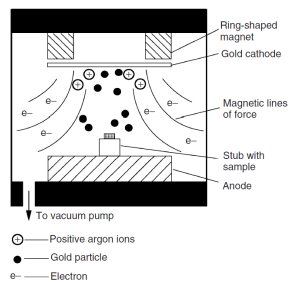 Ring-shaped
magnet
Gold cathode
e–
e–
e–
e–
e–
e–
Magnetic lines
of force
Stub with
sample
Anode
To vacuum pump
+ Positive argon ions
Gold particle
e– Electron